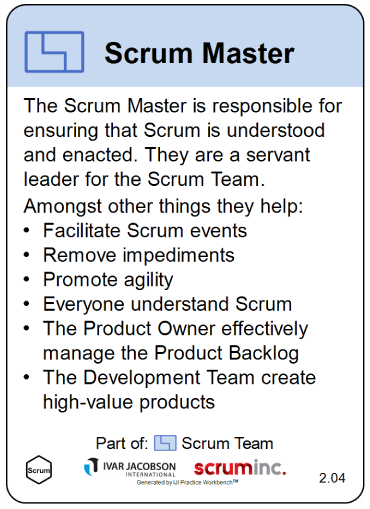 Scrum Master
The Scrum Master is responsible for
ensuring that Scrum is understood
and enacted. They are a servant
leader for the Scrum Team.
Amongst other things they help:
• Facilitate Scrum events
• Remove impediments
• Promote agility
• Everyone understand Scrum
• The Product Owner effectively
manage the Product Backlog
• The Development Team create
high-value products
Part of: Scrum Team
Scrum
IVAR JACOBSON
INTERNATIONAL
scruminc.
Generated by IJI Practice Workbench™
2.04